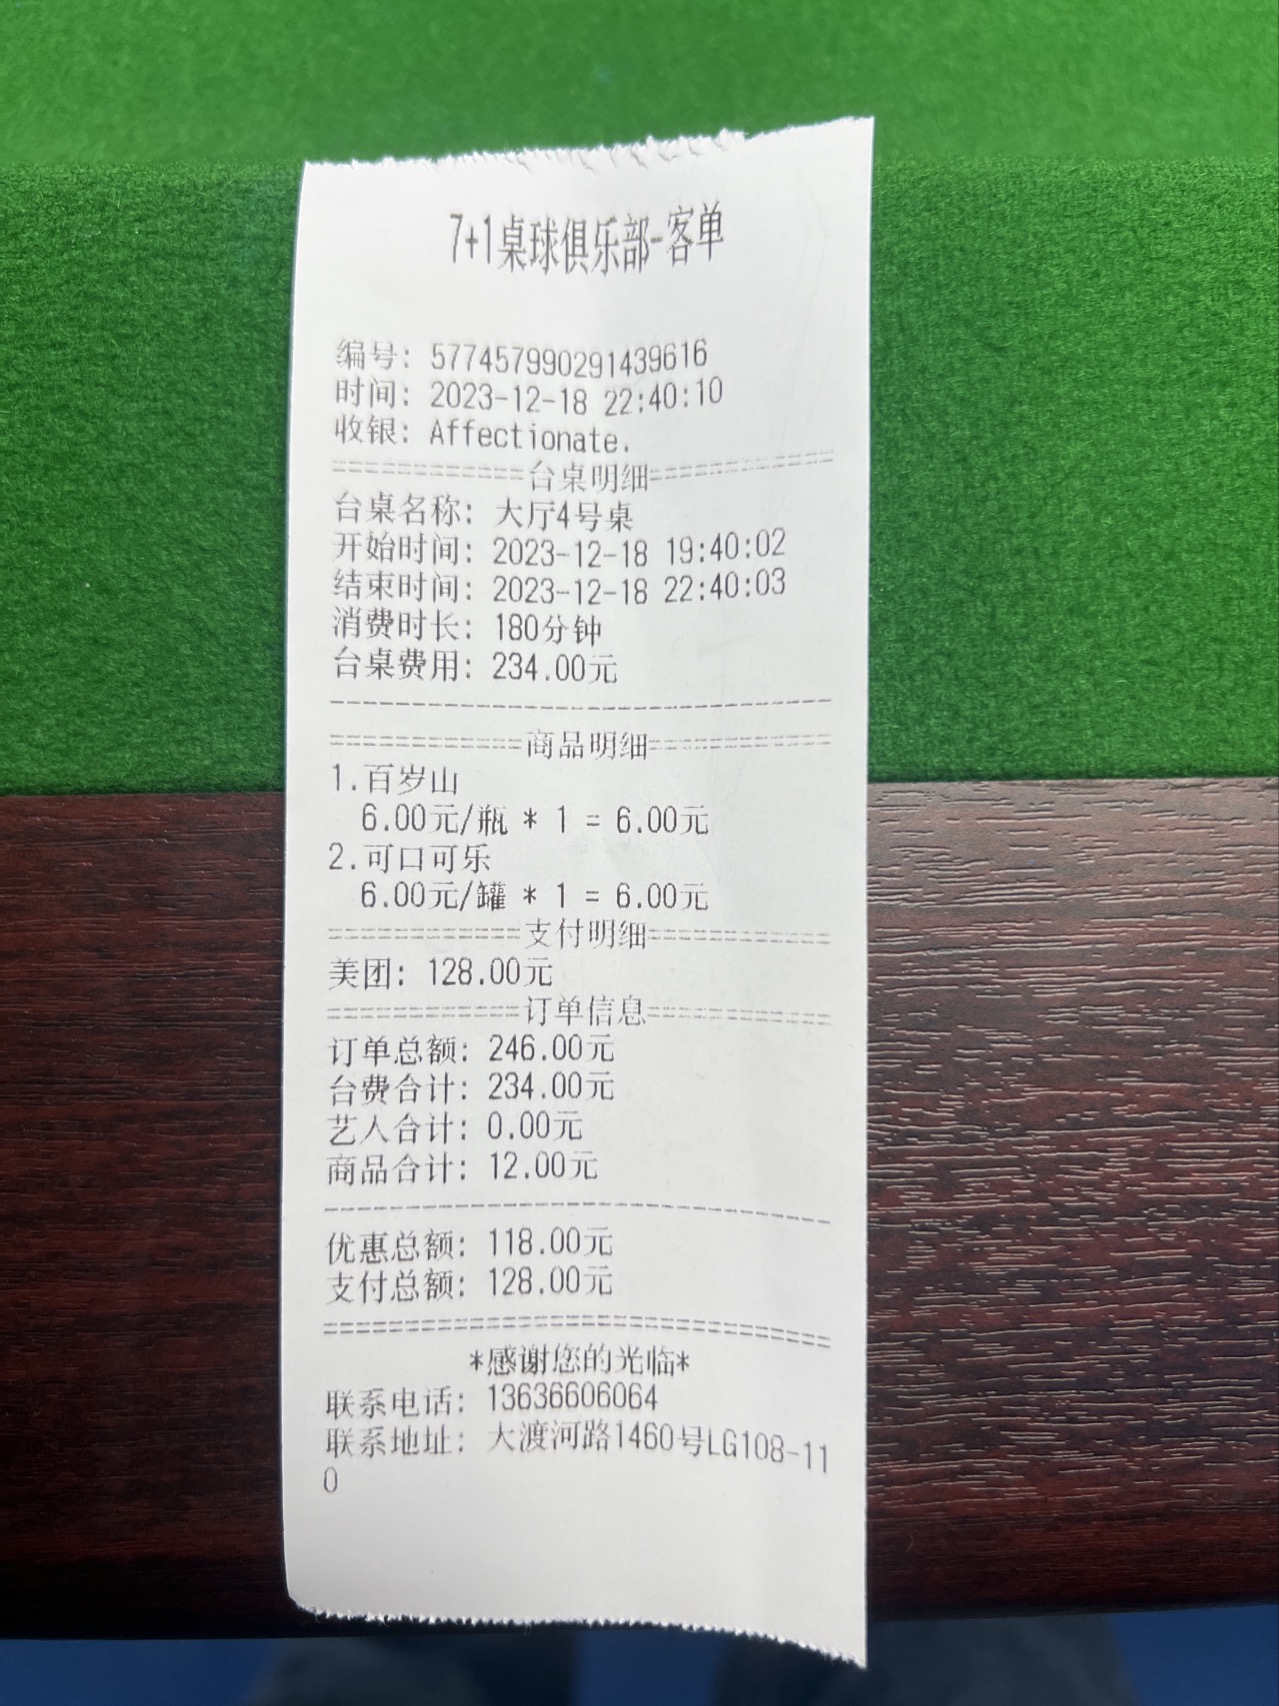 7+1桌球俱乐部-客单
编号: 577457990291439616
时间: 2023-12-18 22:40:10
收银: Affectionate.
============台桌明细============
台桌名称: 大厅4号桌
开始时间: 2023-12-18 19:40:02
结束时间: 2023-12-18 22:40:03
消费时长: 180分钟
台桌费用: 234.00元
--------------------------------
============商品明细============
1.百岁山
6.00元/瓶 * 1 = 6.00元
2.可口可乐
6.00元/罐 * 1 = 6.00元
============支付明细============
美团: 128.00元
============订单信息============
订单总额: 246.00元
台费合计: 234.00元
艺人合计: 0.00元
商品合计: 12.00元
--------------------------------
优惠总额: 118.00元
支付总额: 128.00元
================================
*感谢您的光临*
联系电话: 13636606064
联系地址: 大渡河路1460号LG108-11
0